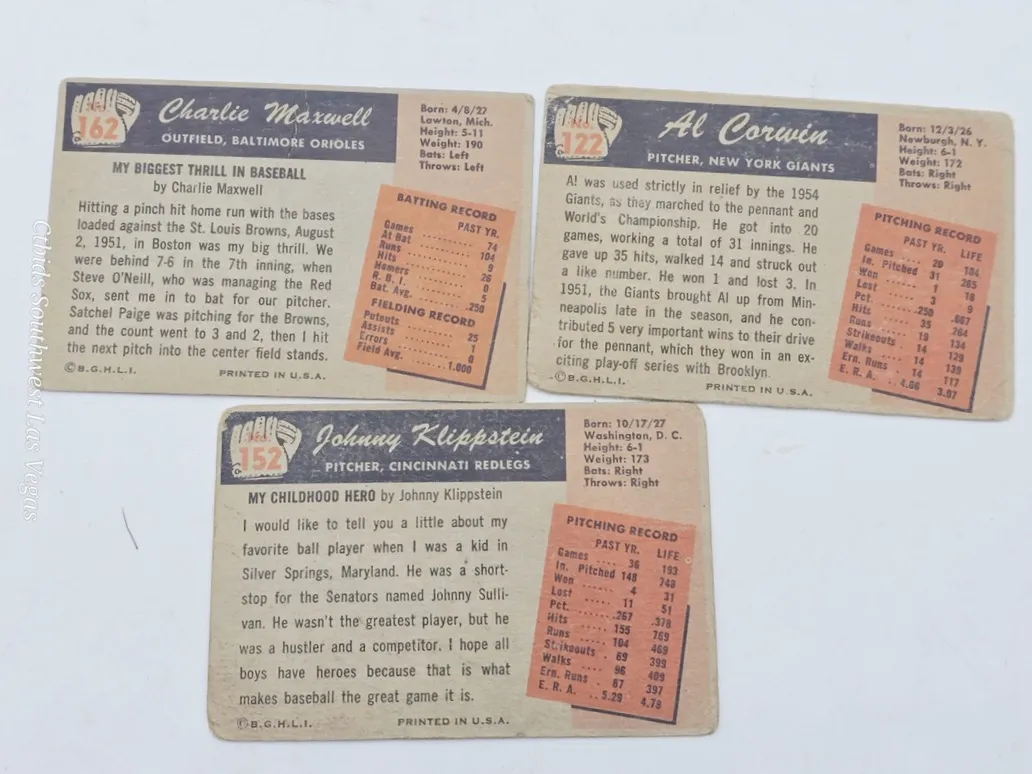 No.
162
Charlie Maxwell
OUTFIELD, BALTIMORE ORIOLES
Born: 4/8/27
Lawton, Mich.
Height: 5-11
Weight: 190
Bats: Left
Throws: Left
MY BIGGEST THRILL IN BASEBALL
by Charlie Maxwell
Hitting a pinch hit home run with the bases
loaded against the St. Louis Browns, August
2, 1951, in Boston was my big thrill. We
were behind 7-6 in the 7th inning, when
Steve O'Neill, who was managing the Red
Sox, sent me in to bat for our pitcher.
Satchel Paige was pitching for the Browns,
and the count went to 3 and 2, then I hit
the next pitch into the center field stands.
BATTING RECORD
PAST YR.
Games .......... 74
At Bat .......... 104
Runs .......... 9
Hits .......... 26
Homers ..........
R. B. I. .......... 5
Bat. Avg. .......... .250
FIELDING RECORD
Putouts .......... 25
Assists .......... 1
Errors .......... 0
Field Avg. .......... 1.000
©B.G.H.L.I.
PRINTED IN U.S.A.
No.
122
Al Corwin
PITCHER, NEW YORK GIANTS
Born: 12/3/26
Newburgh, N. Y.
Height: 6-1
Weight: 172
Bats: Right
Throws: Right
Al was used strictly in relief by the 1954
Giants, as they marched to the pennant and
World's Championship. He got into 20
games, working a total of 31 innings. He
gave up 35 hits, walked 14 and struck out
a like number. He won 1 and lost 3. In
1951, the Giants brought Al up from Min-
neapolis late in the season, and he con-
tributed 5 very important wins to their drive
for the pennant, which they won in an ex-
citing play-off series with Brooklyn
PITCHING RECORD
PAST YR. LIFE
Games .... 20 104
In. Pitched 31 265
Won ..... 1 18
Lost ..... 3 9
Pct. ..... .250 .667
Hits ..... 35 264
Runs ..... 19 134
Strikeouts .. 14 129
Walks .... 14 139
Ern. Runs . 14 117
E. R. A. .. 4.06 3.97
©B.G.H.L.I.
PRINTED IN U.S.A.
No.
152
Johnny Klippstein
PITCHER, CINCINNATI REDLEGS
Born: 10/17/27
Washington, D. C.
Height: 6-1
Weight: 173
Bats: Right
Throws: Right
MY CHILDHOOD HERO by Johnny Klippstein
I would like to tell you a little about my
favorite ball player when I was a kid in
Silver Springs, Maryland. He was a short-
stop for the Senators named Johnny Sulli-
van. He wasn't the greatest player, but he
was a hustler and a competitor. I hope all
boys have heroes because that is what
makes baseball the great game it is.
PITCHING RECORD
PAST YR. LIFE
Games .... 36 193
In. Pitched 148 748
Won ..... 4 31
Lost ..... 11 51
Pct. ..... .267 .378
Hits ..... 155 769
Runs ..... 104 469
Strikeouts .. 69 399
Walks .... 96 409
Ern. Runs . 87 397
E. R. A. .. 5.29 4.78
©B.G.H.L.I.
PRINTED IN U.S.A.
Ctbids Southwest Las Vegas